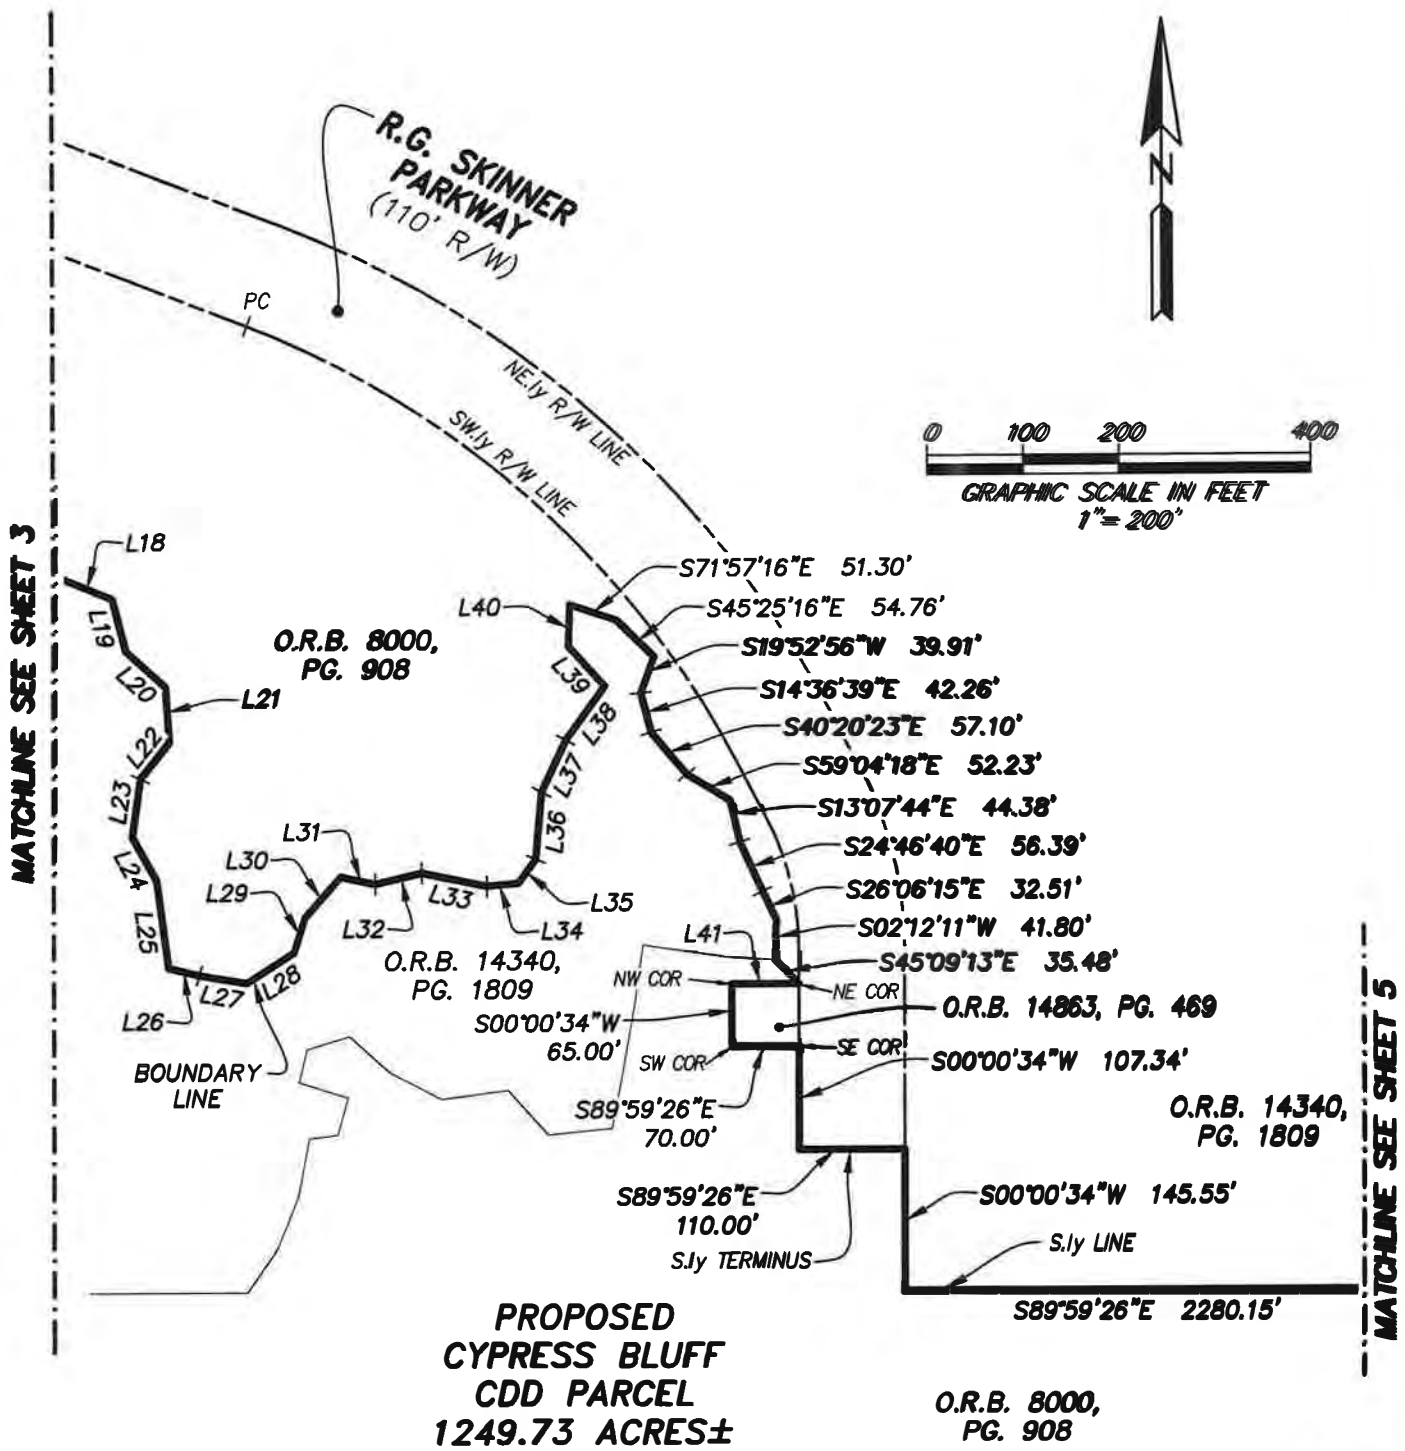 R.G. SKINNER
PARKWAY
(110' R/W)
N
PC
NE.ly R/W LINE
SW.ly R/W LINE
0 100 200 400
GRAPHIC SCALE IN FEET
1"= 200'
MATCHLINE SEE SHEET 3
L18
L19
L20
L21
L22
L23
L24
L25
L26
L27
L28
L29
L30
L31
L32
L33
L34
L35
L36
L37
L38
L39
L40
O.R.B. 8000,
PG. 908
S71°57'16"E 51.30'
S45°25'16"E 54.76'
S19°52'56"W 39.91'
S14°36'39"E 42.26'
S40°20'23"E 57.10'
S59°04'18"E 52.23'
S13°07'44"E 44.38'
S24°46'40"E 56.39'
S26°06'15"E 32.51'
S02°12'11"W 41.80'
S45°09'13"E 35.48'
L41
NW COR
NE COR
O.R.B. 14340,
PG. 1809
O.R.B. 14863, PG. 469
S00°00'34"W
65.00'
SW COR
SE COR
S00°00'34"W 107.34'
BOUNDARY
LINE
S89°59'26"E
70.00'
O.R.B. 14340,
PG. 1809
MATCHLINE SEE SHEET 5
S89°59'26"E
110.00'
S00°00'34"W 145.55'
S.ly TERMINUS
S.ly LINE
S89°59'26"E 2280.15'
PROPOSED
CYPRESS BLUFF
CDD PARCEL
1249.73 ACRES±
O.R.B. 8000,
PG. 908